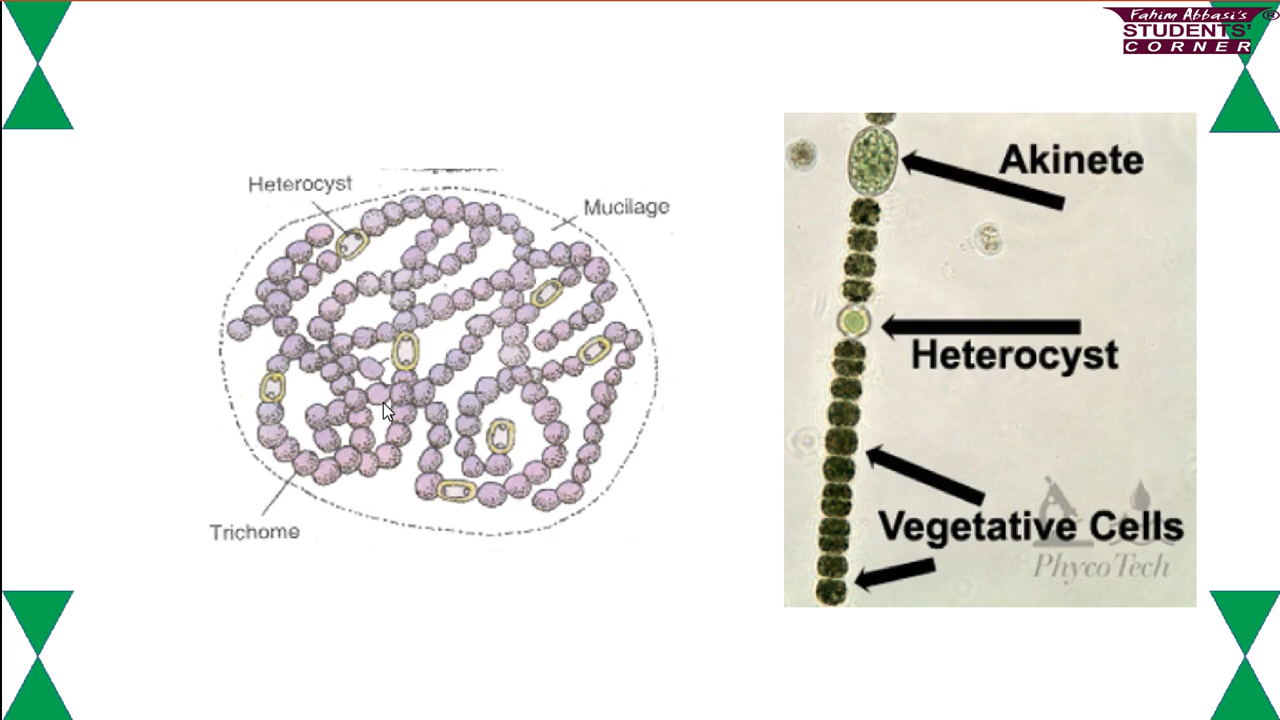 Fahim Abbasi's
STUDENTS'
CORNER
®
Heterocyst
Mucilage
Trichome
Akinete
Heterocyst
Vegetative Cells
PhycoTech